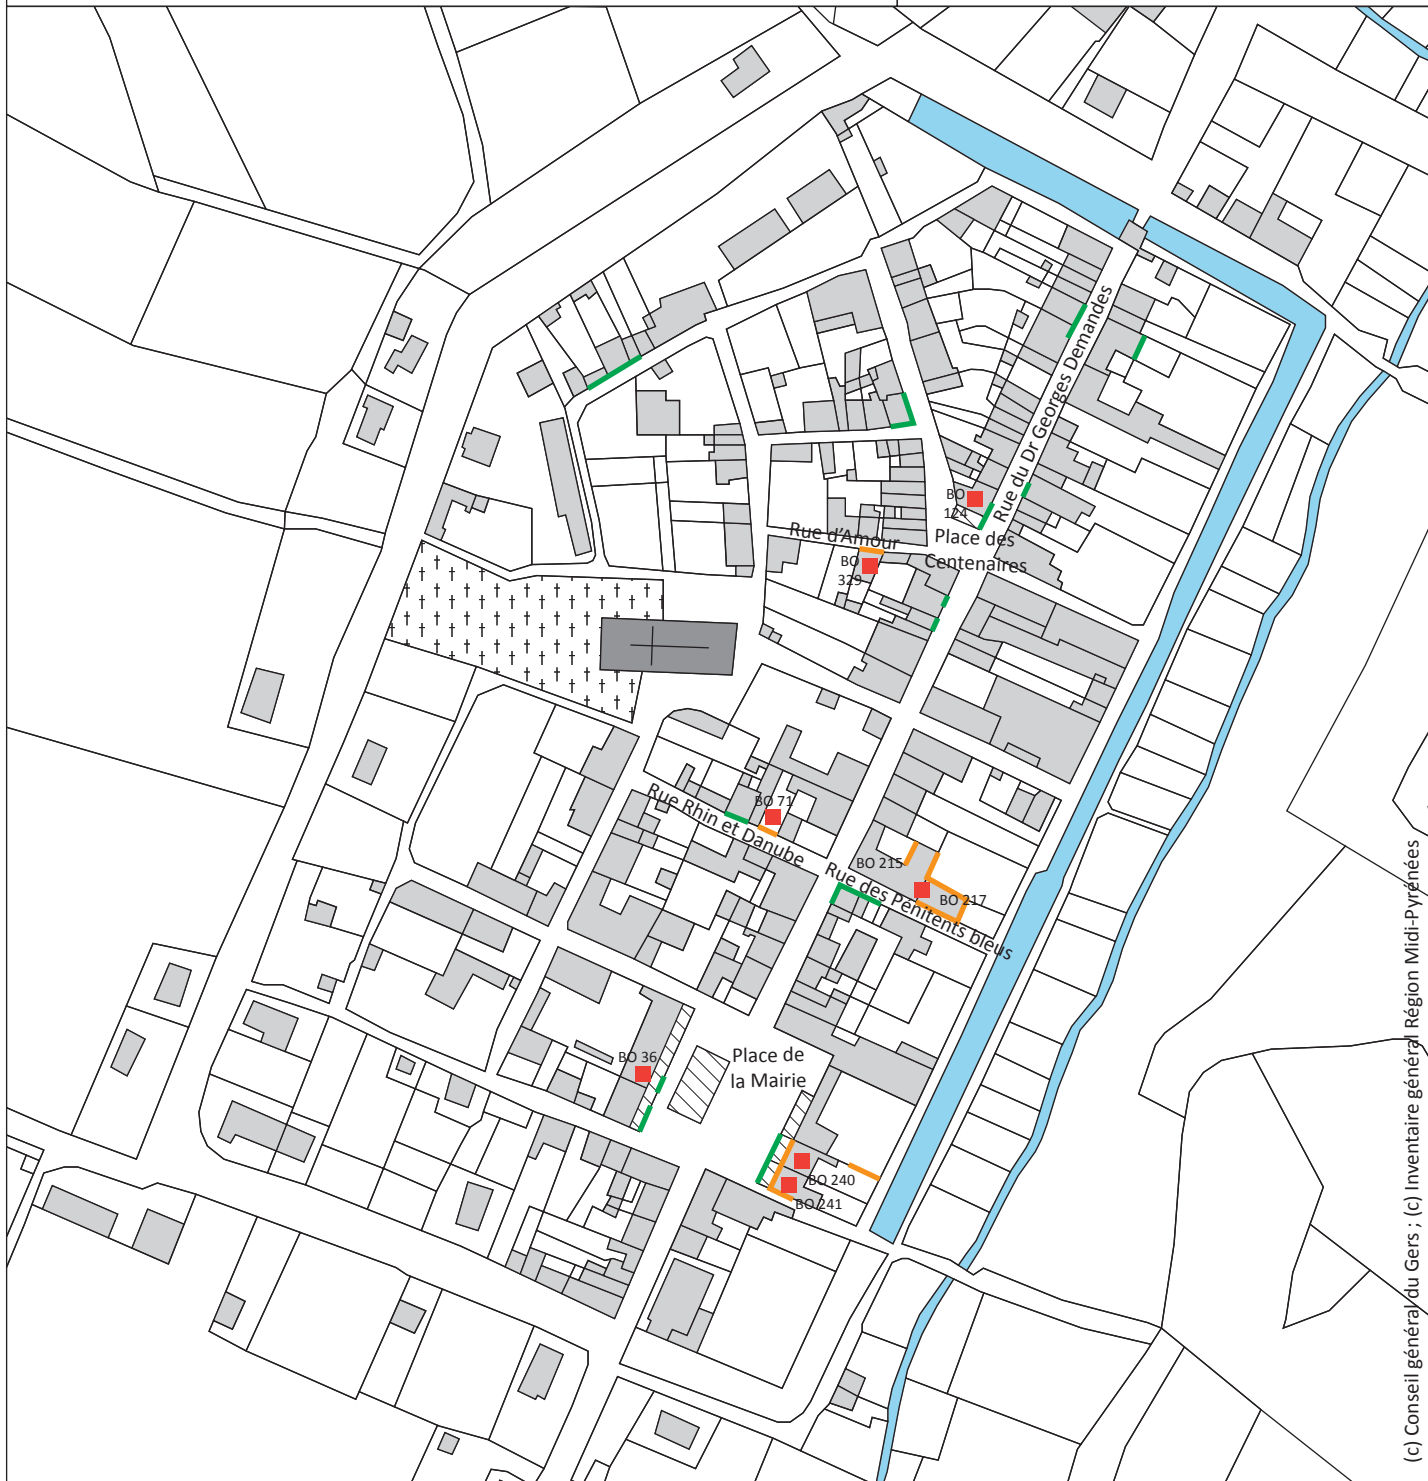 Rue du Dr Georges Demandes
BO
124
Rue d'Amour
Place des
Centenaires
BO
329
BO 71
Rue Rhin et Danube
BO 215
Rue des Pénitents bleus
BO 217
Place de
la Mairie
BO 36
BO 240
BO 241
(c) Conseil général du Gers ; (c) Inventaire général Région Midi-Pyrénées